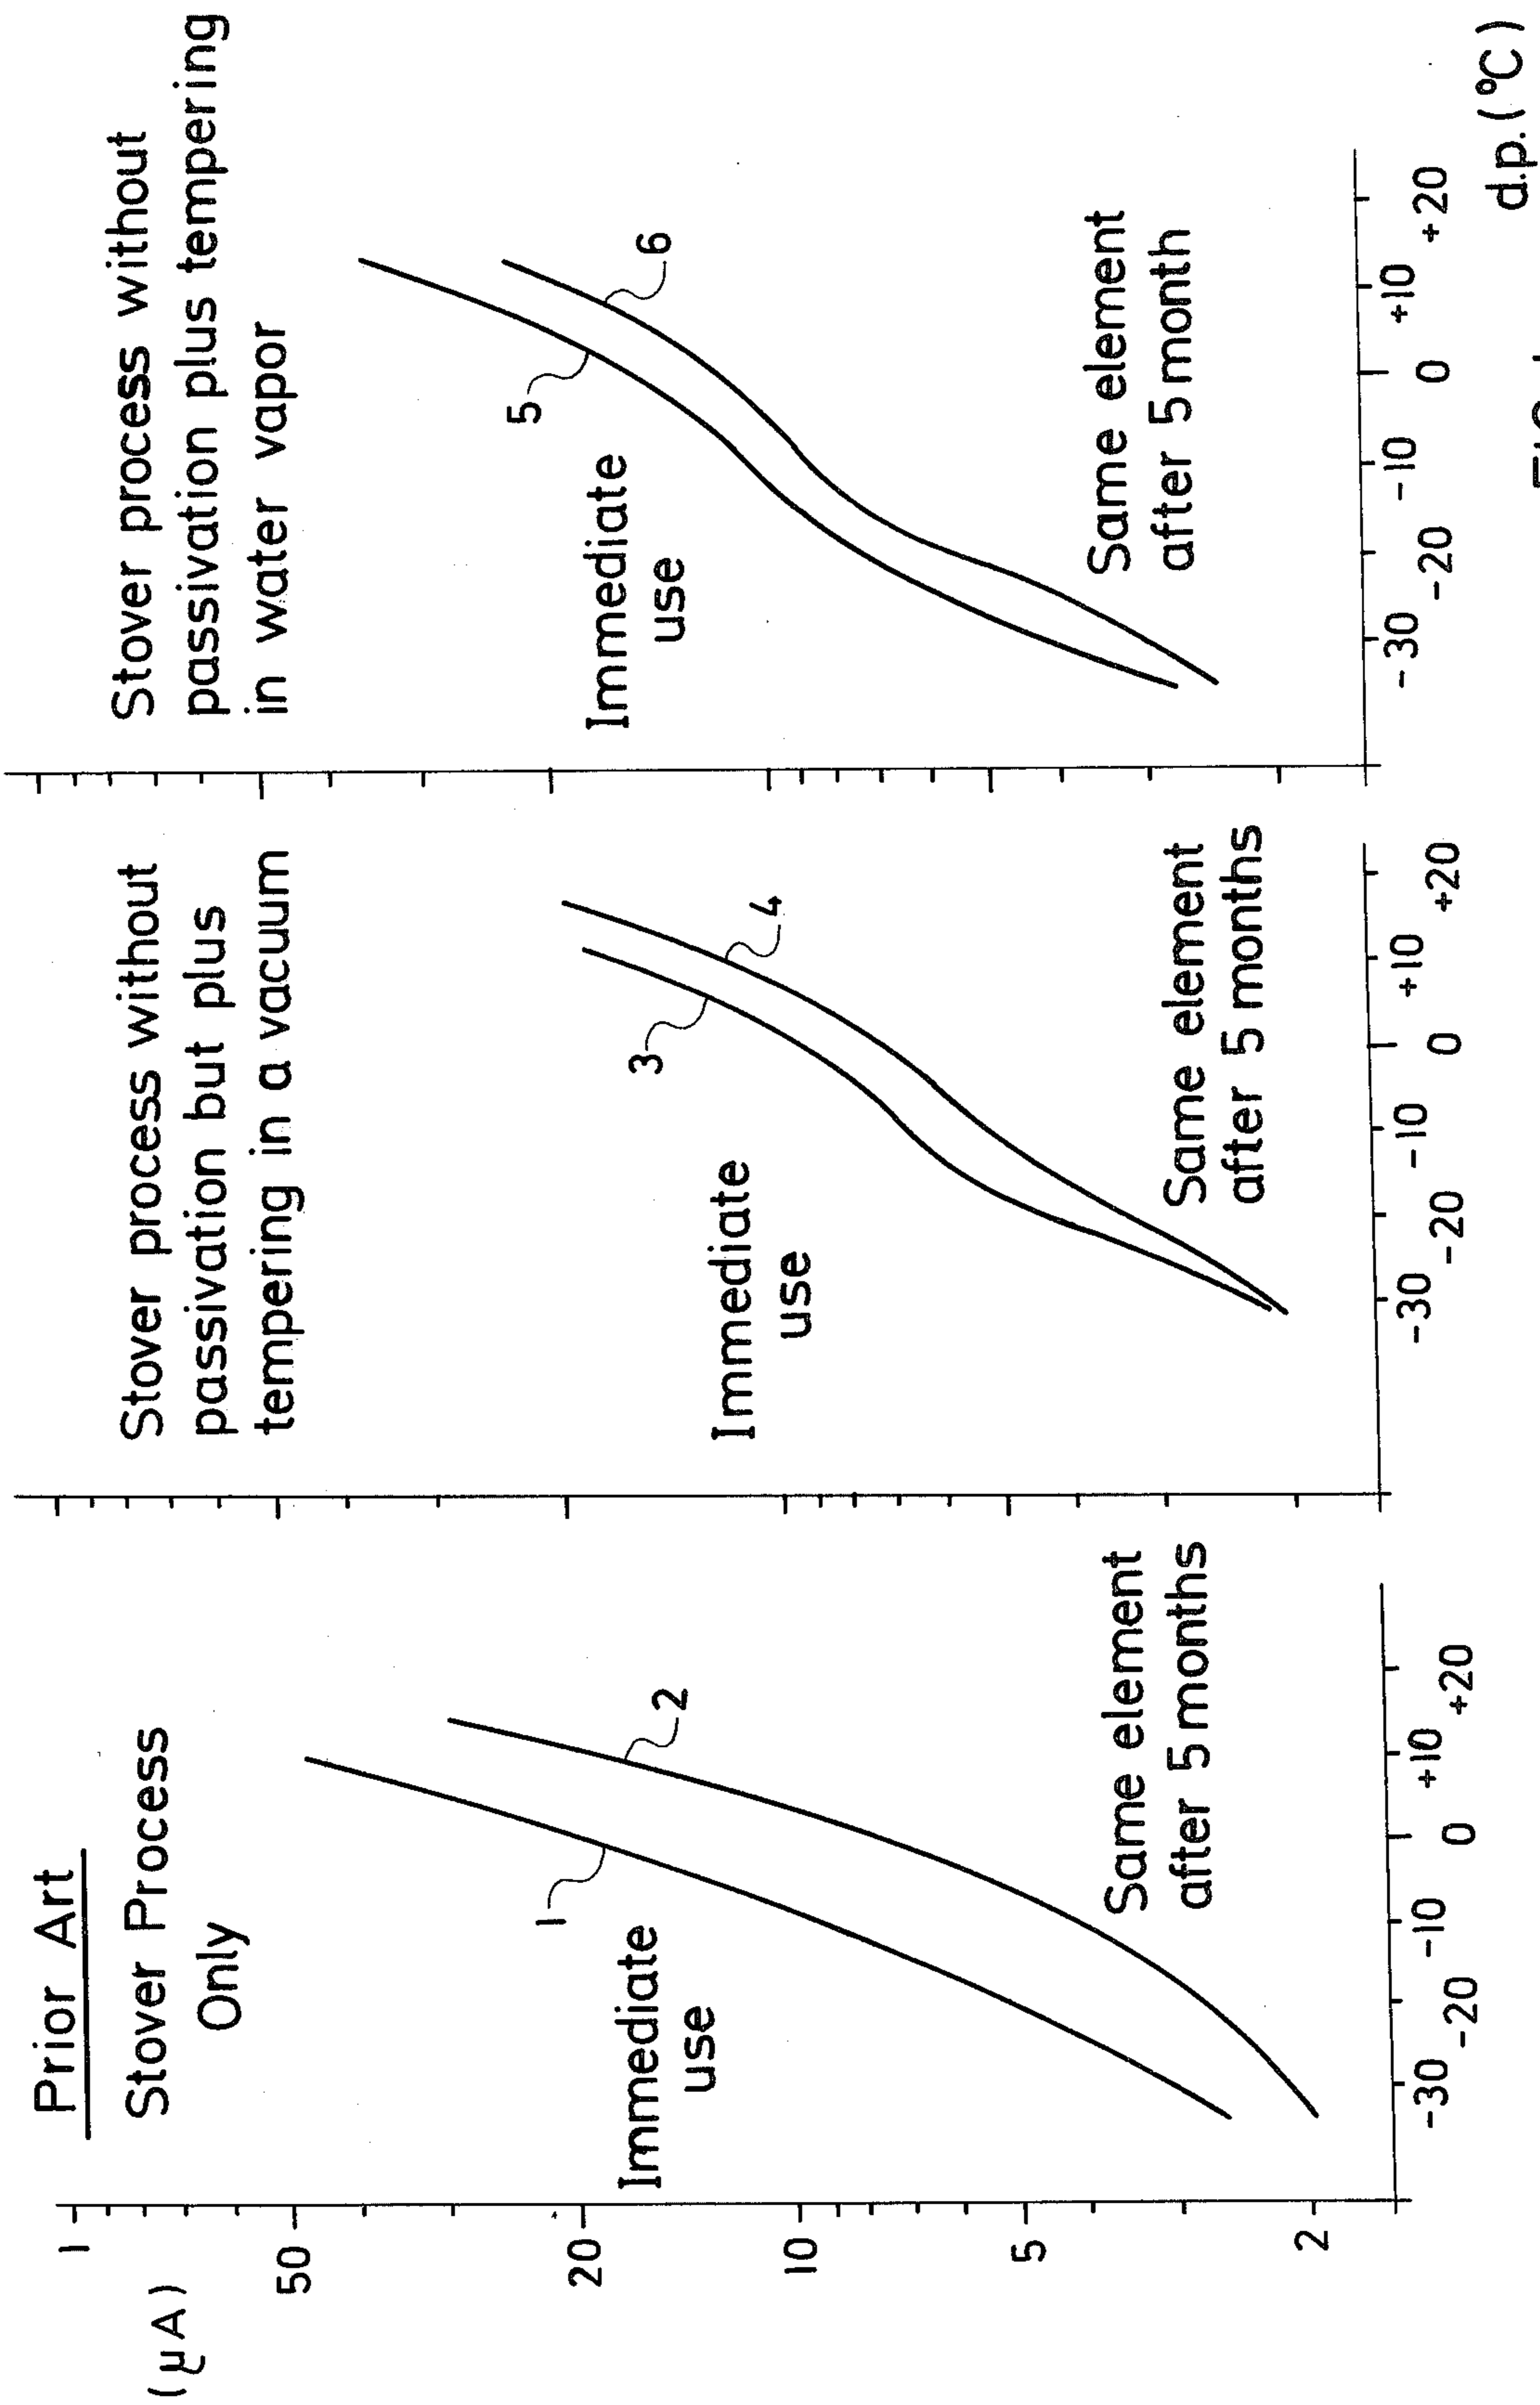 Prior Art
Stover Process
Only
(µA)
1
50
20
10
5
2
1
Immediate
use
2
Same element
after 5 months
-30
-20
-10
0
+10
+20
Stover process without
passivation but plus
tempering in a vacuum
3
Immediate
use
4
Same element
after 5 months
-30
-20
-10
0
+10
+20
Stover process without
passivation plus tempering
in water vapor
5
Immediate
use
6
Same element
after 5 month
-30
-20
-10
0
+10
+20
d.p. (°C)